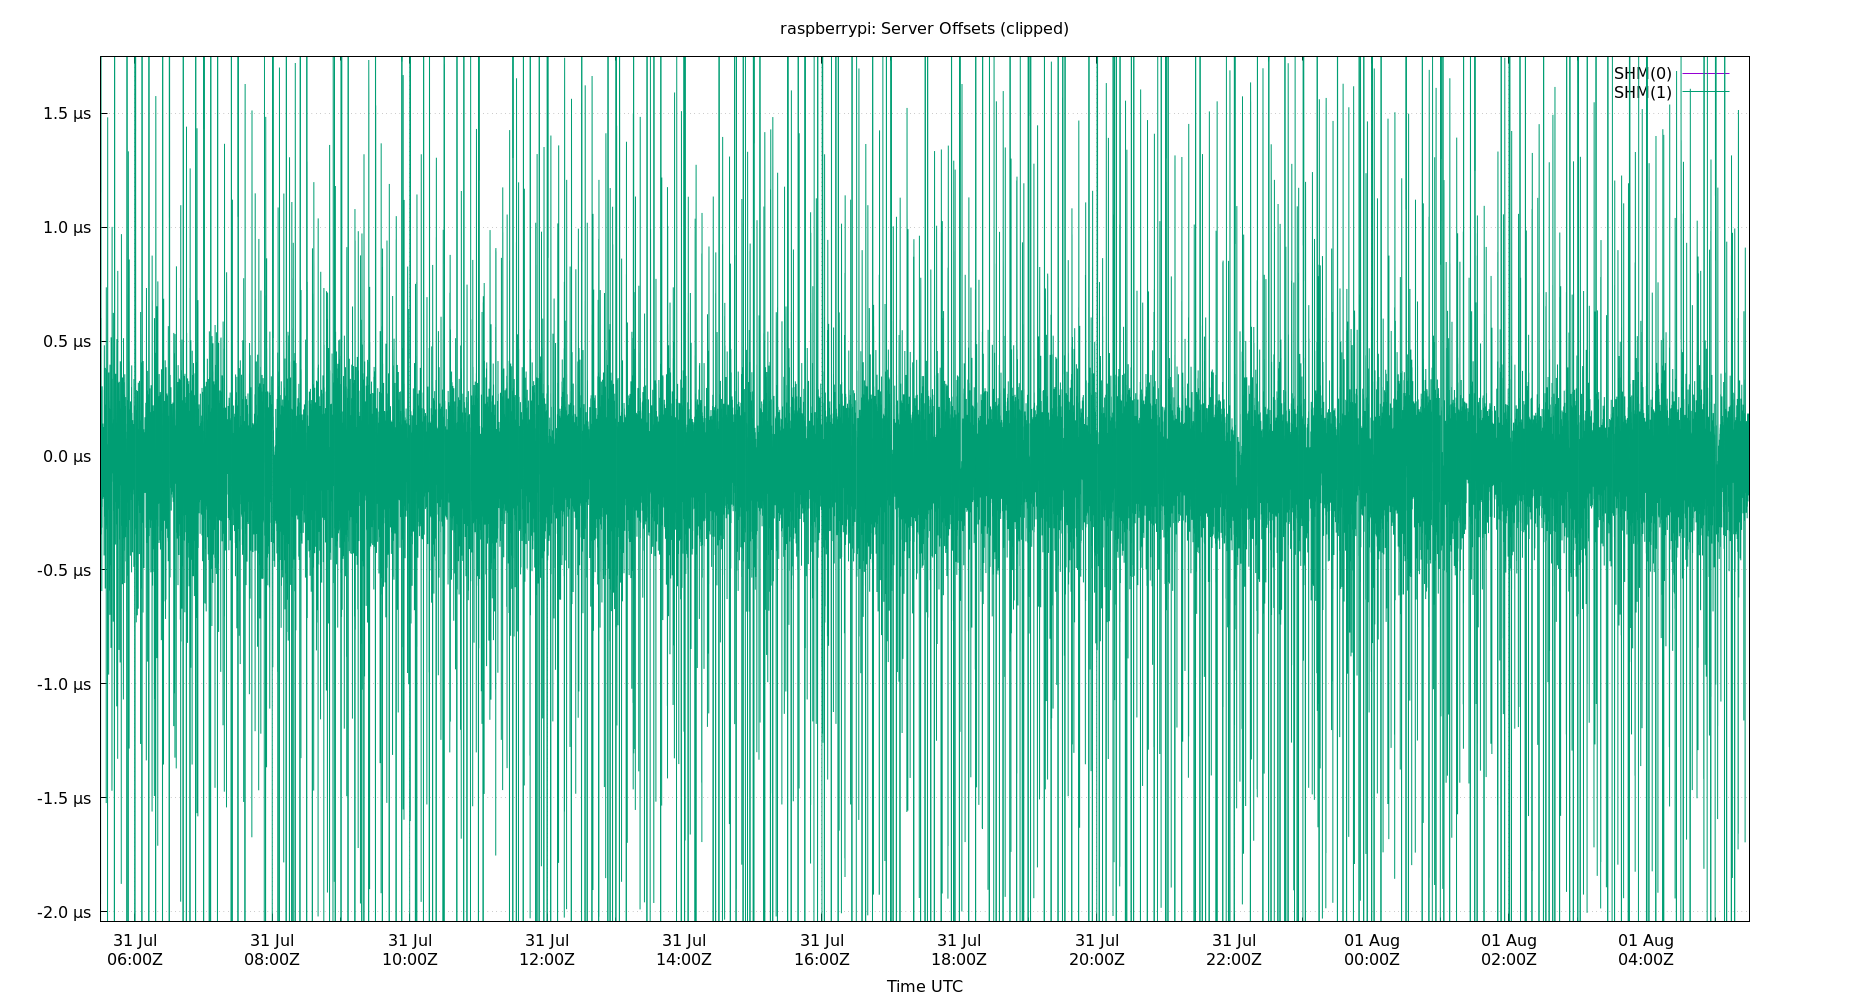 raspberrypi: Server Offsets (clipped)
SHM(0)
SHM(1)
1.5 µs
1.0 µs
0.5 µs
0.0 µs
-0.5 µs
-1.0 µs
-1.5 µs
-2.0 µs
31 Jul 31 Jul 31 Jul 31 Jul 31 Jul 31 Jul 31 Jul 31 Jul 31 Jul 01 Aug 01 Aug 01 Aug
06:00Z 08:00Z 10:00Z 12:00Z 14:00Z 16:00Z 18:00Z 20:00Z 22:00Z 00:00Z 02:00Z 04:00Z
Time UTC